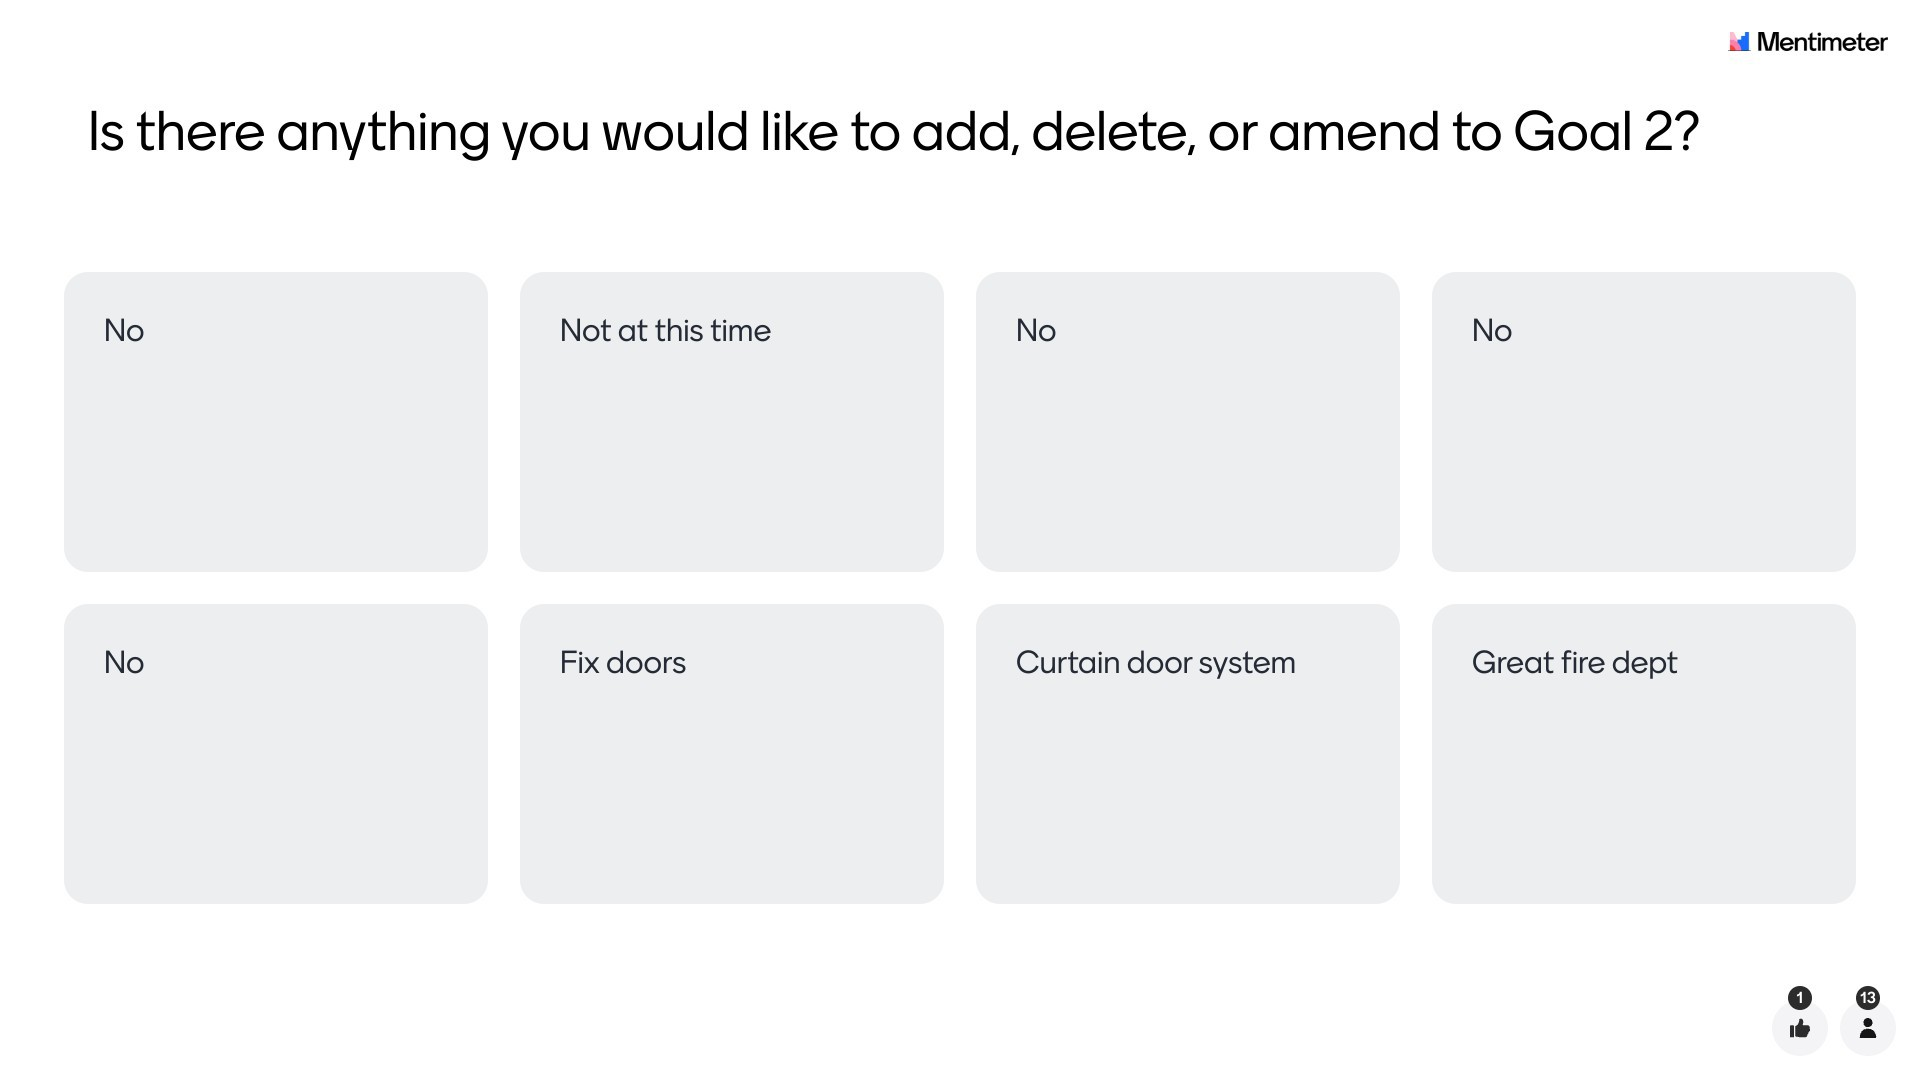 Mentimeter
Is there anything you would like to add, delete, or amend to Goal 2?
No
Not at this time
No
No
No
Fix doors
Curtain door system
Great fire dept
1
13